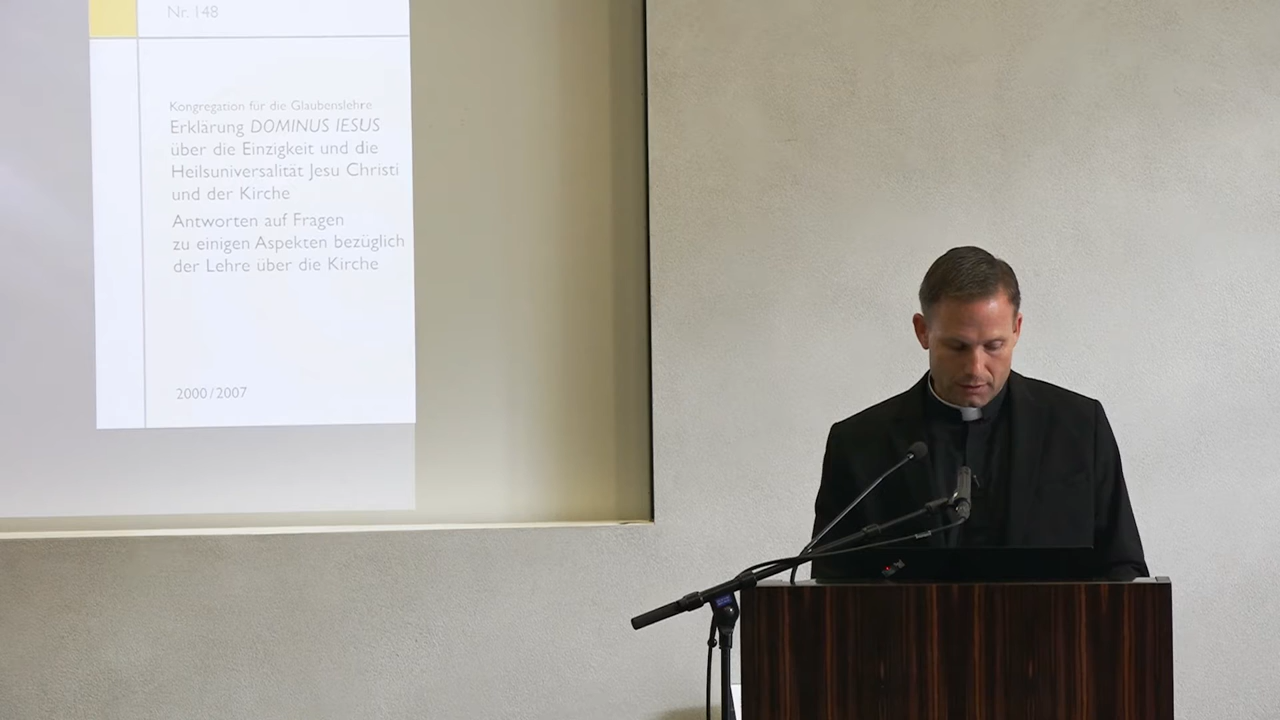 Nr. 148
Kongregation für die Glaubenslehre
Erklärung DOMINUS IESUS
über die Einzigkeit und die
Heilsuniversalität Jesu Christi
und der Kirche
Antworten auf Fragen
zu einigen Aspekten bezüglich
der Lehre über die Kirche
2000/2007